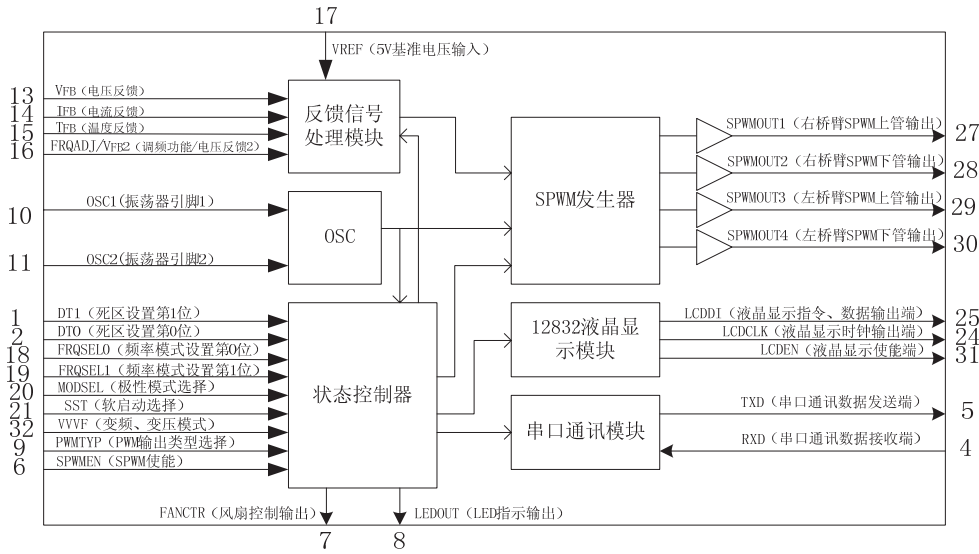 17
VREF（5V基准电压输入）
13
VFB（电压反馈）
14
IFB（电流反馈）
15
TFB（温度反馈）
16
FRQADJ/VFB2（调频功能/电压反馈2）
反馈信号
处理模块
10
OSC1(振荡器引脚1)
11
OSC2(振荡器引脚2)
OSC
SPWM发生器
SPWMOUT1（右桥臂SPWM上管输出）
27
SPWMOUT2（右桥臂SPWM下管输出）
28
SPWMOUT3（左桥臂SPWM上管输出）
29
SPWMOUT4（左桥臂SPWM下管输出）
30
1
DT1（死区设置第1位）
2
DT0（死区设置第0位）
18
FRQSEL0（频率模式设置第0位）
19
FRQSEL1（频率模式设置第1位）
20
MODSEL（极性模式选择）
21
SST（软启动选择）
32
VVVF（变频、变压模式）
9
PWMTYP（PWM输出类型选择）
6
SPWMEN（SPWM使能）
状态控制器
12832液晶显
示模块
LCDDI（液晶显示指令、数据输出端）
25
LCDCLK（液晶显示时钟输出端）
24
LCDEN（液晶显示使能端）
31
串口通讯模块
TXD（串口通讯数据发送端）
5
RXD（串口通讯数据接收端）
4
FANCTR（风扇控制输出）
7
LEDOUT（LED指示输出）
8